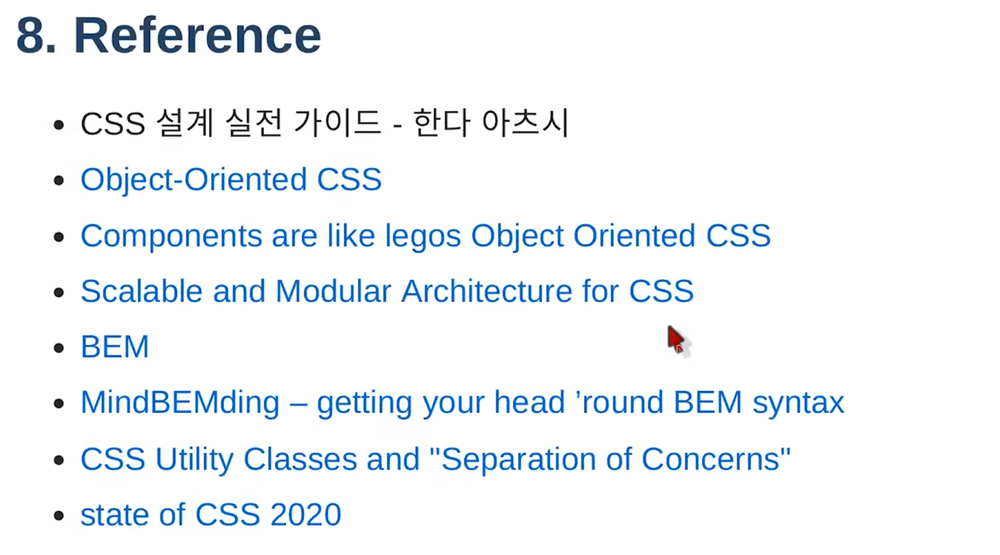 8. Reference
• CSS 설계 실전 가이드 - 한다 아츠시
• Object-Oriented CSS
• Components are like legos Object Oriented CSS
• Scalable and Modular Architecture for CSS
• BEM
• MindBEMding – getting your head ’round BEM syntax
• CSS Utility Classes and "Separation of Concerns"
• state of CSS 2020